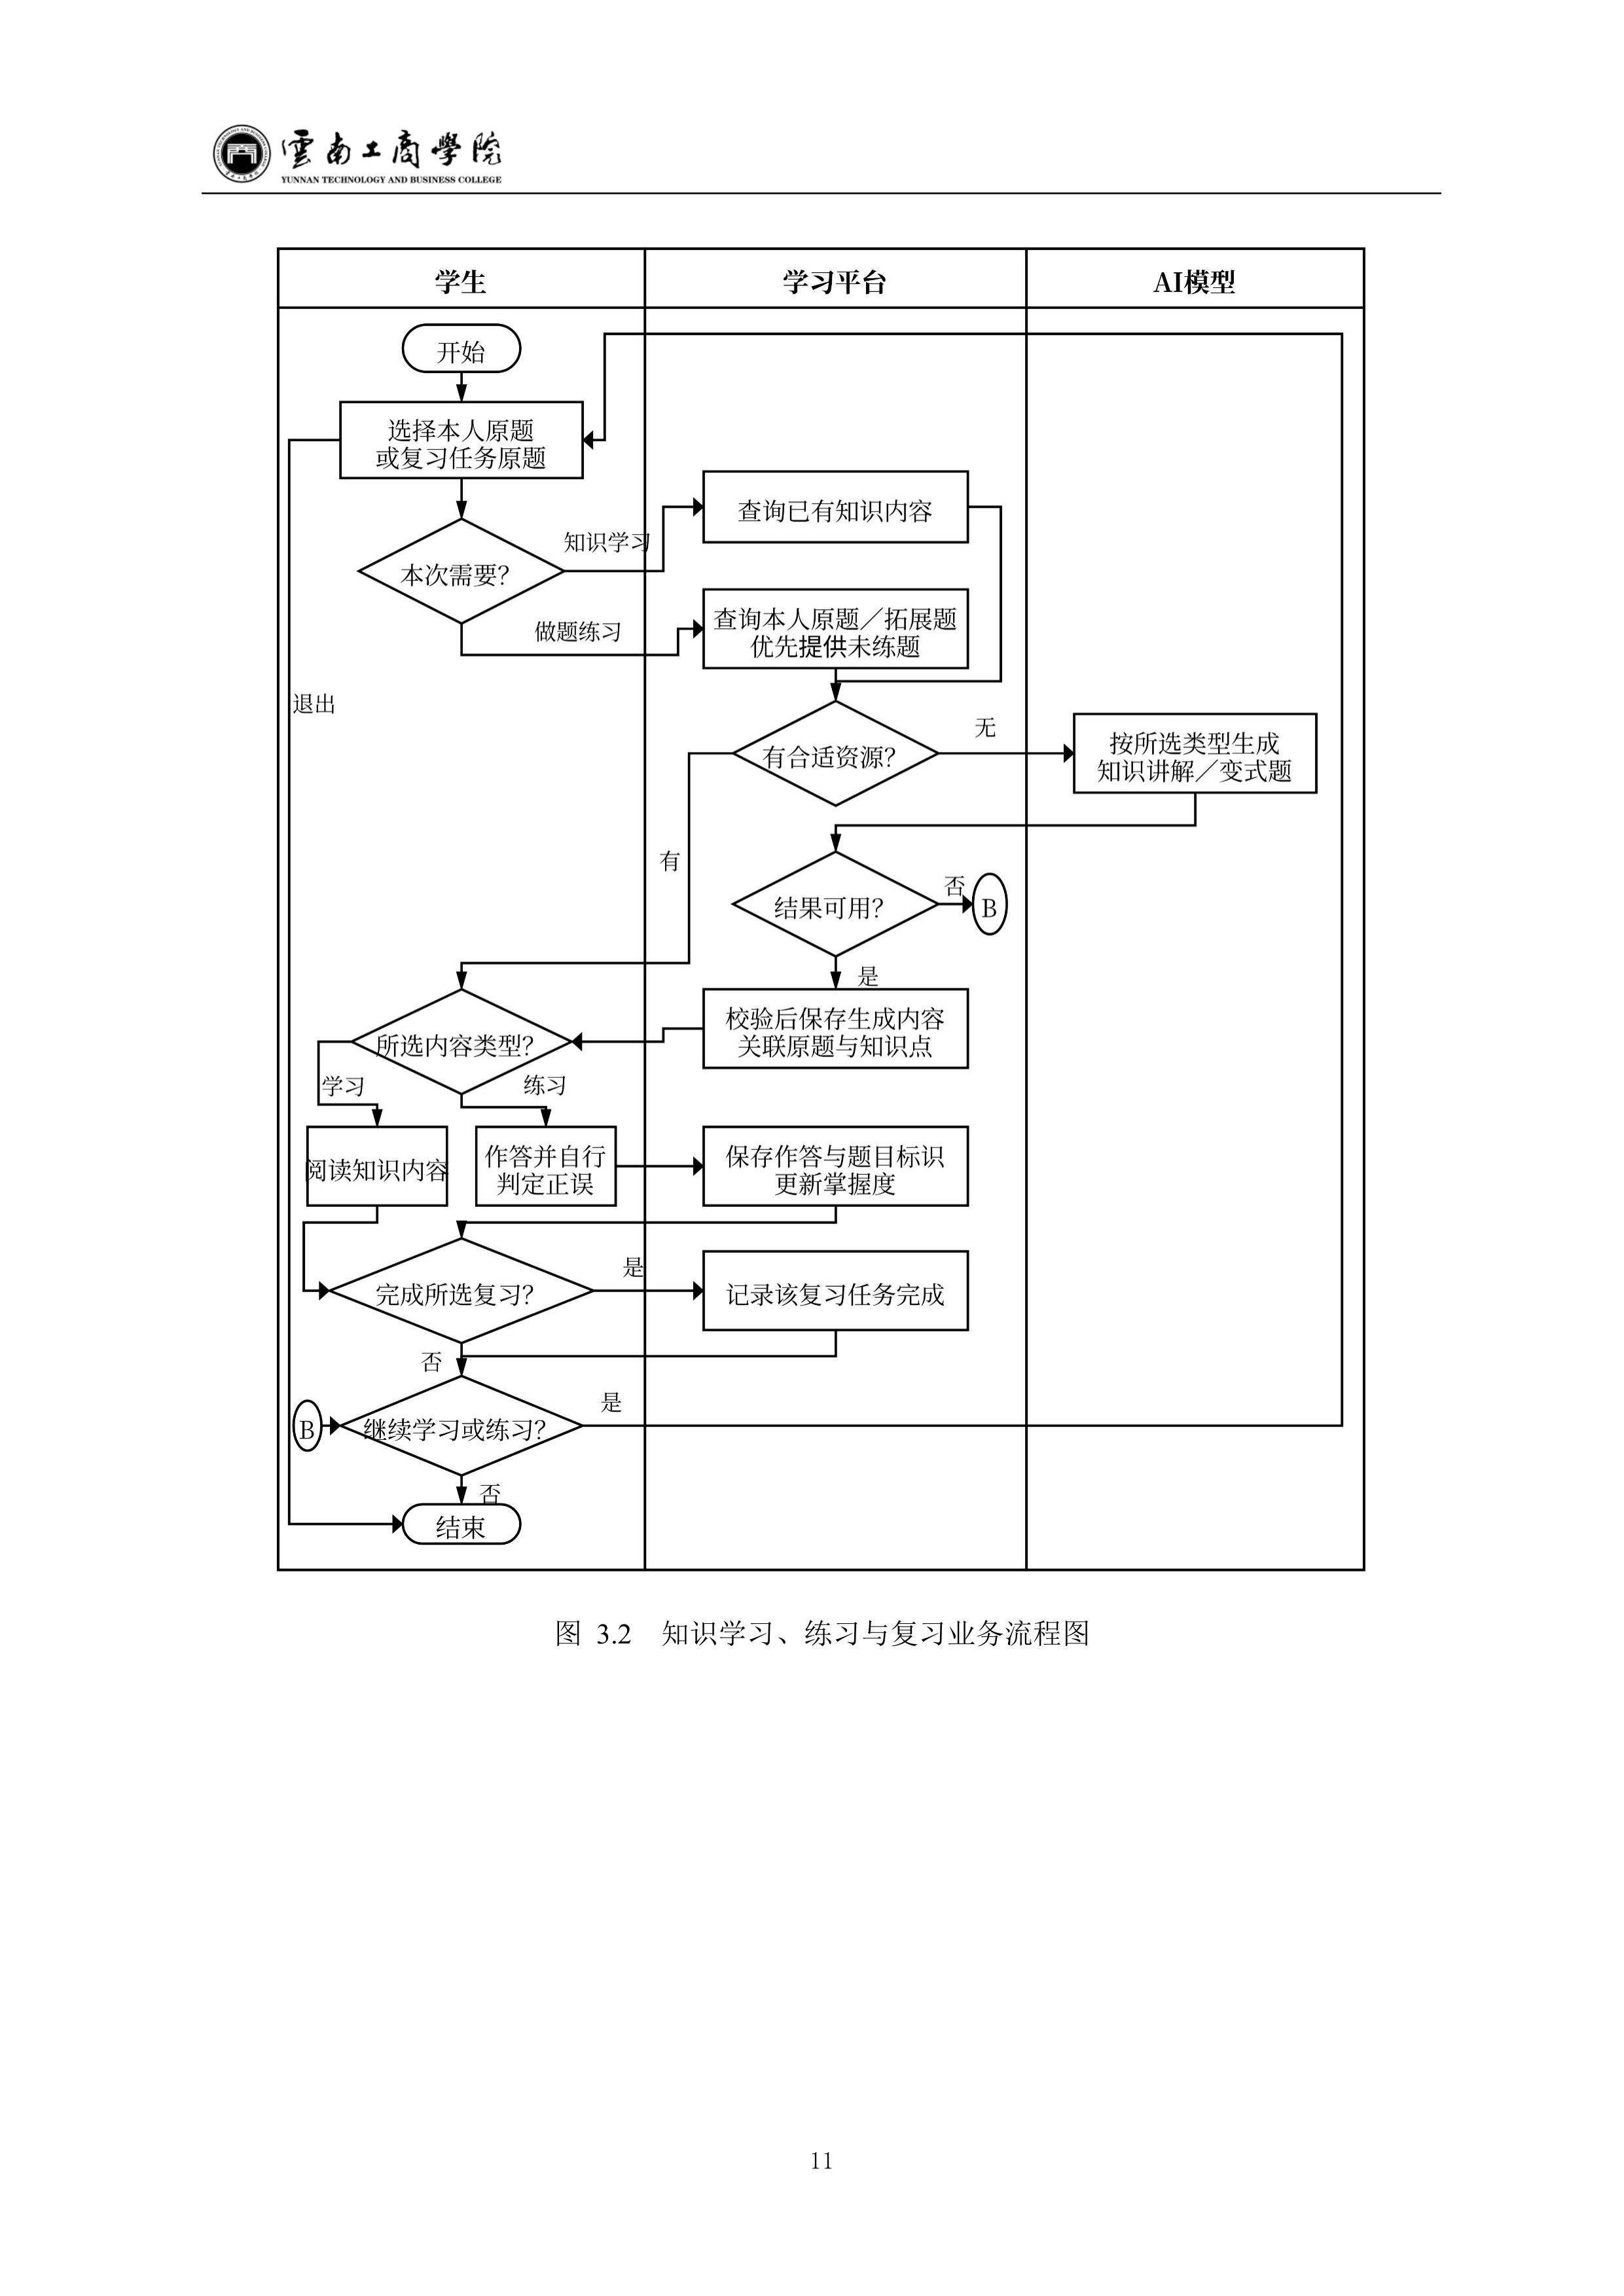 雲南工商學院
YUNNAN TECHNOLOGY AND BUSINESS COLLEGE
学生
学习平台
AI模型
开始
选择本人原题
或复习任务原题
查询已有知识内容
知识学习
本次需要?
查询本人原题／拓展题
优先提供未练题
做题练习
退出
无
有合适资源?
按所选类型生成
知识讲解／变式题
有
否
结果可用?
B
是
校验后保存生成内容
关联原题与知识点
所选内容类型?
学习
练习
阅读知识内容
作答并自行
判定正误
保存作答与题目标识
更新掌握度
是
完成所选复习?
记录该复习任务完成
否
是
B
继续学习或练习?
否
结束
图 3.2 知识学习、练习与复习业务流程图
11